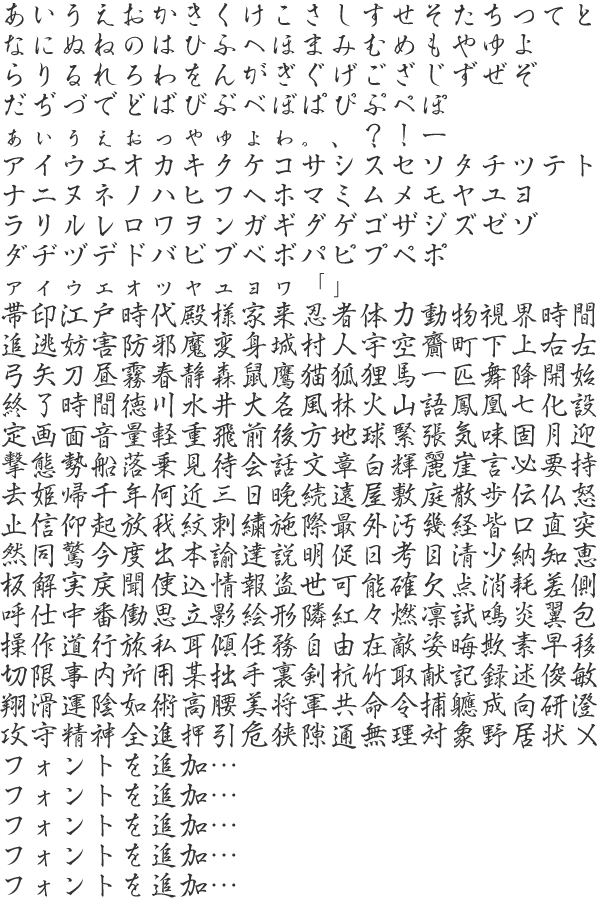 あいうえおかきくけこさしすせそたちつてと
なにぬねのはひふへほまみむめもやゆよ
らりるれろわをんがぎぐげござじずぜぞ
だぢづでどばびぶべぼぱぴぷぺぽ
ぁぃぅぇぉっゃゅょゎ。、？！ー
アイウエオカキクケコサシスセソタチツテト
ナニヌネノハヒフヘホマミムメモヤユヨ
ラリルレロワヲンガギグゲゴザジズゼゾ
ダヂヅデドバビブベボパピプペポ
ァィゥェォッャュョヮ「」
帯印江戸時代殿様家来忍者体力動物視界時間
追逃妨害防邪魔変身城村人宇空齎町下上右左
弓矢刀昼霧春静森鼠鷹猫狐狸馬一匹舞降開始
終了時間徳川水井大名風林火山語鳳凰七化設
定画面音量軽重飛前後方地球緊張気味固月迎
撃態勢船落乗見待会話文章白輝麗崖言必要持
去姫帰千年何近三日晩続遠屋敷庭散歩伝仏怒
止信仰起放我紋刺繍施際最外汚幾経皆口直突
然同驚今度出本諭達説明促日考目清少納知恵
板解実戻聞使込情報盗世可能確欠点消耗差側
呼仕中番働思立影絵形隣紅々燃凛試鳴炎翼包
操作道行旅私耳傾任務自由在敵姿晦欺素早移
切限事内所用某拙手裏剣杭竹取献記録述俊敏
翔滑運陰如術高腰美将軍共命令捕軈成向研澄
攻守精神全進押引危狭隙通無理対象野居状〆
フォントを追加…
フォントを追加…
フォントを追加…
フォントを追加…
フォントを追加…